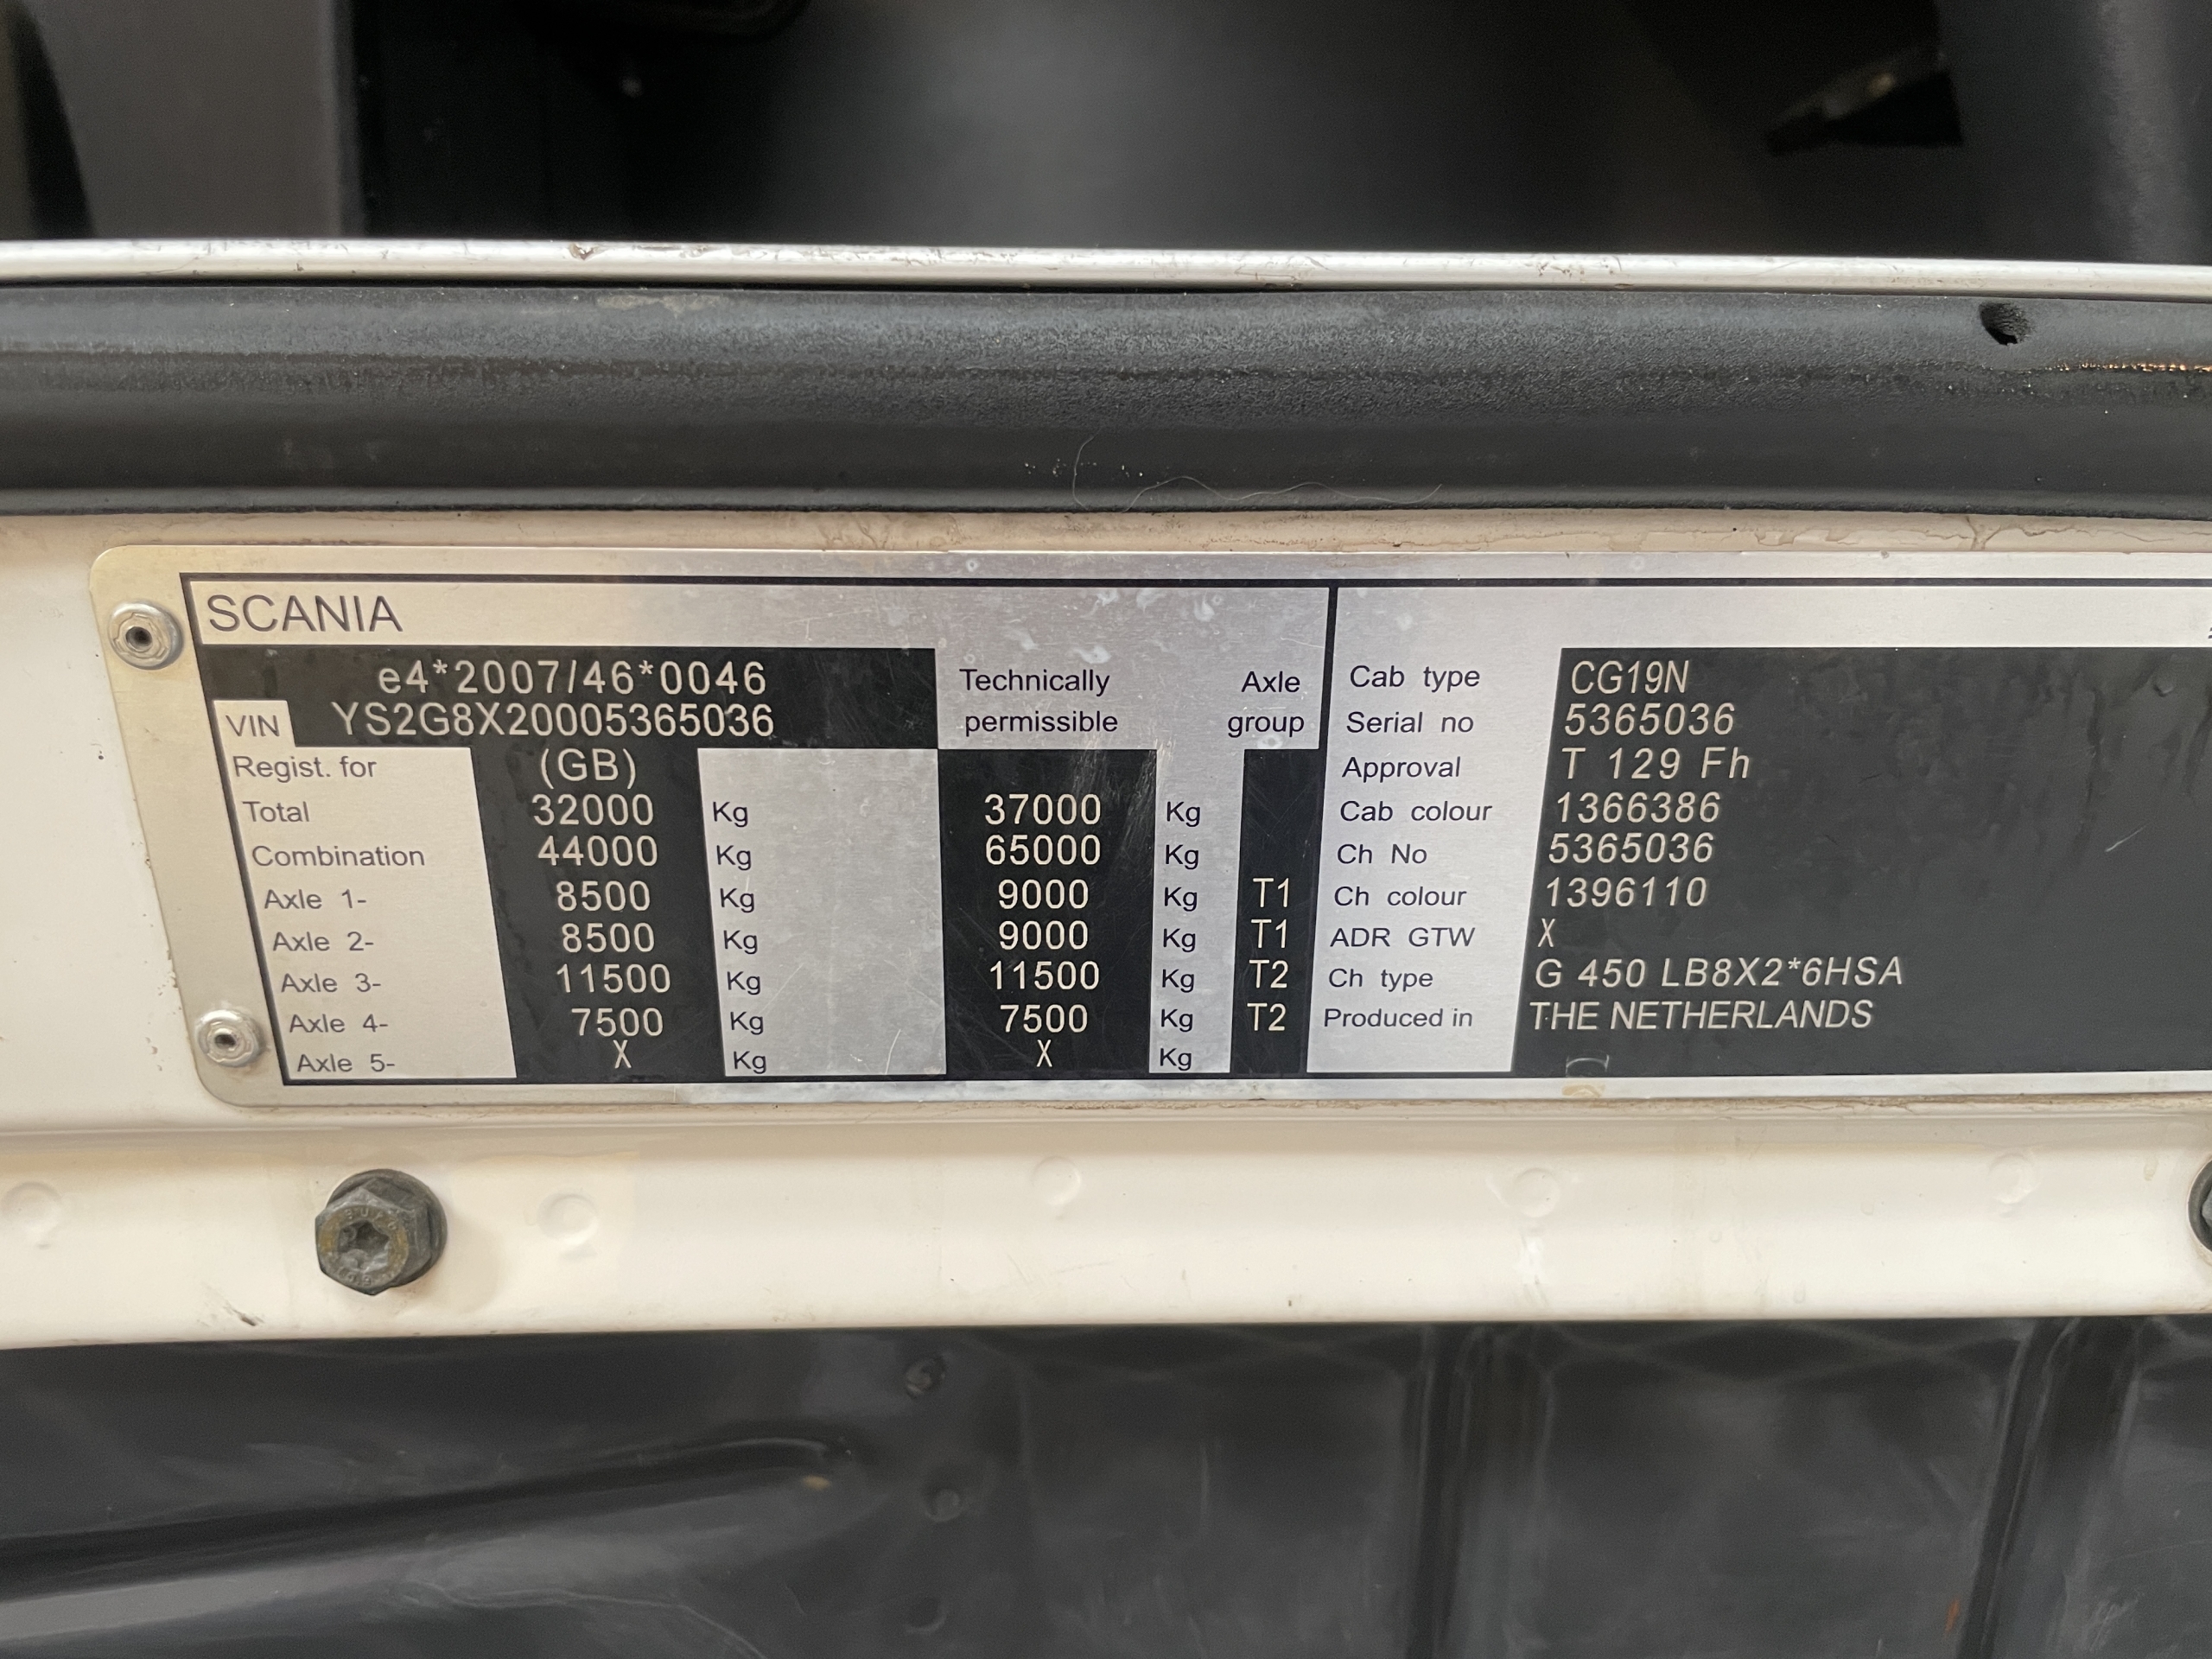 SCANIA
e4*2007/46*0046
VIN YS2G8X20005365036
Technically permissible
Axle group
Regist. for (GB)
Total 32000 Kg 37000 Kg
Combination 44000 Kg 65000 Kg
Axle 1- 8500 Kg 9000 Kg T1
Axle 2- 8500 Kg 9000 Kg T1
Axle 3- 11500 Kg 11500 Kg T2
Axle 4- 7500 Kg 7500 Kg T2
Axle 5- X Kg X Kg
Cab type CG19N
Serial no 5365036
Approval T 129 Fh
Cab colour 1366386
Ch No 5365036
Ch colour 1396110
ADR GTW X
Ch type G 450 LB8X2*6HSA
Produced in THE NETHERLANDS